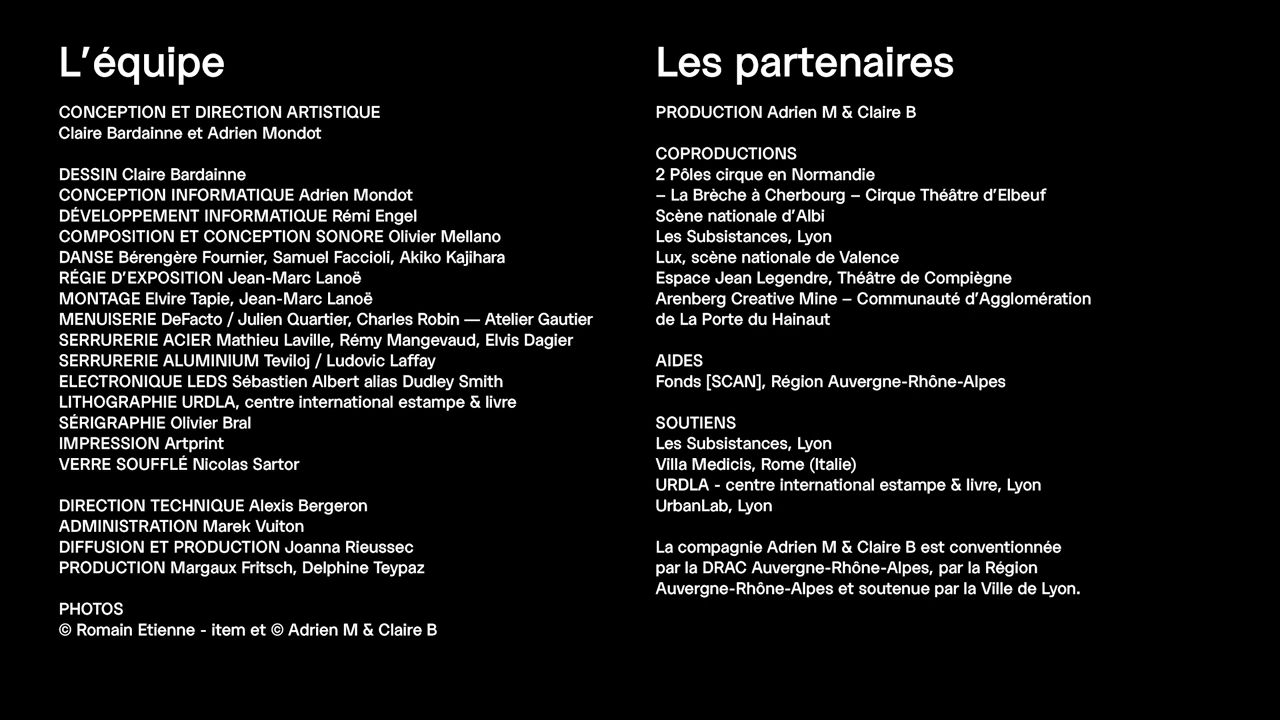 L’équipe
CONCEPTION ET DIRECTION ARTISTIQUE
Claire Bardainne et Adrien Mondot
DESSIN Claire Bardainne
CONCEPTION INFORMATIQUE Adrien Mondot
DÉVELOPPEMENT INFORMATIQUE Rémi Engel
COMPOSITION ET CONCEPTION SONORE Olivier Mellano
DANSE Bérengère Fournier, Samuel Faccioli, Akiko Kajihara
RÉGIE D’EXPOSITION Jean-Marc Lanoë
MONTAGE Elvire Tapie, Jean-Marc Lanoë
MENUISERIE DeFacto / Julien Quartier, Charles Robin — Atelier Gautier
SERRURERIE ACIER Mathieu Laville, Rémy Mangevaud, Elvis Dagier
SERRURERIE ALUMINIUM Teviloj / Ludovic Laffay
ELECTRONIQUE LEDS Sébastien Albert alias Dudley Smith
LITHOGRAPHIE URDLA, centre international estampe & livre
SÉRIGRAPHIE Olivier Bral
IMPRESSION Artprint
VERRE SOUFFLÉ Nicolas Sartor
DIRECTION TECHNIQUE Alexis Bergeron
ADMINISTRATION Marek Vuiton
DIFFUSION ET PRODUCTION Joanna Rieussec
PRODUCTION Margaux Fritsch, Delphine Teypaz
PHOTOS
© Romain Etienne - item et © Adrien M & Claire B
Les partenaires
PRODUCTION Adrien M & Claire B
COPRODUCTIONS
2 Pôles cirque en Normandie
– La Brèche à Cherbourg – Cirque Théâtre d’Elbeuf
Scène nationale d’Albi
Les Subsistances, Lyon
Lux, scène nationale de Valence
Espace Jean Legendre, Théâtre de Compiègne
Arenberg Creative Mine – Communauté d’Agglomération
de La Porte du Hainaut
AIDES
Fonds [SCAN], Région Auvergne-Rhône-Alpes
SOUTIENS
Les Subsistances, Lyon
Villa Medicis, Rome (Italie)
URDLA - centre international estampe & livre, Lyon
UrbanLab, Lyon
La compagnie Adrien M & Claire B est conventionnée
par la DRAC Auvergne-Rhône-Alpes, par la Région
Auvergne-Rhône-Alpes et soutenue par la Ville de Lyon.